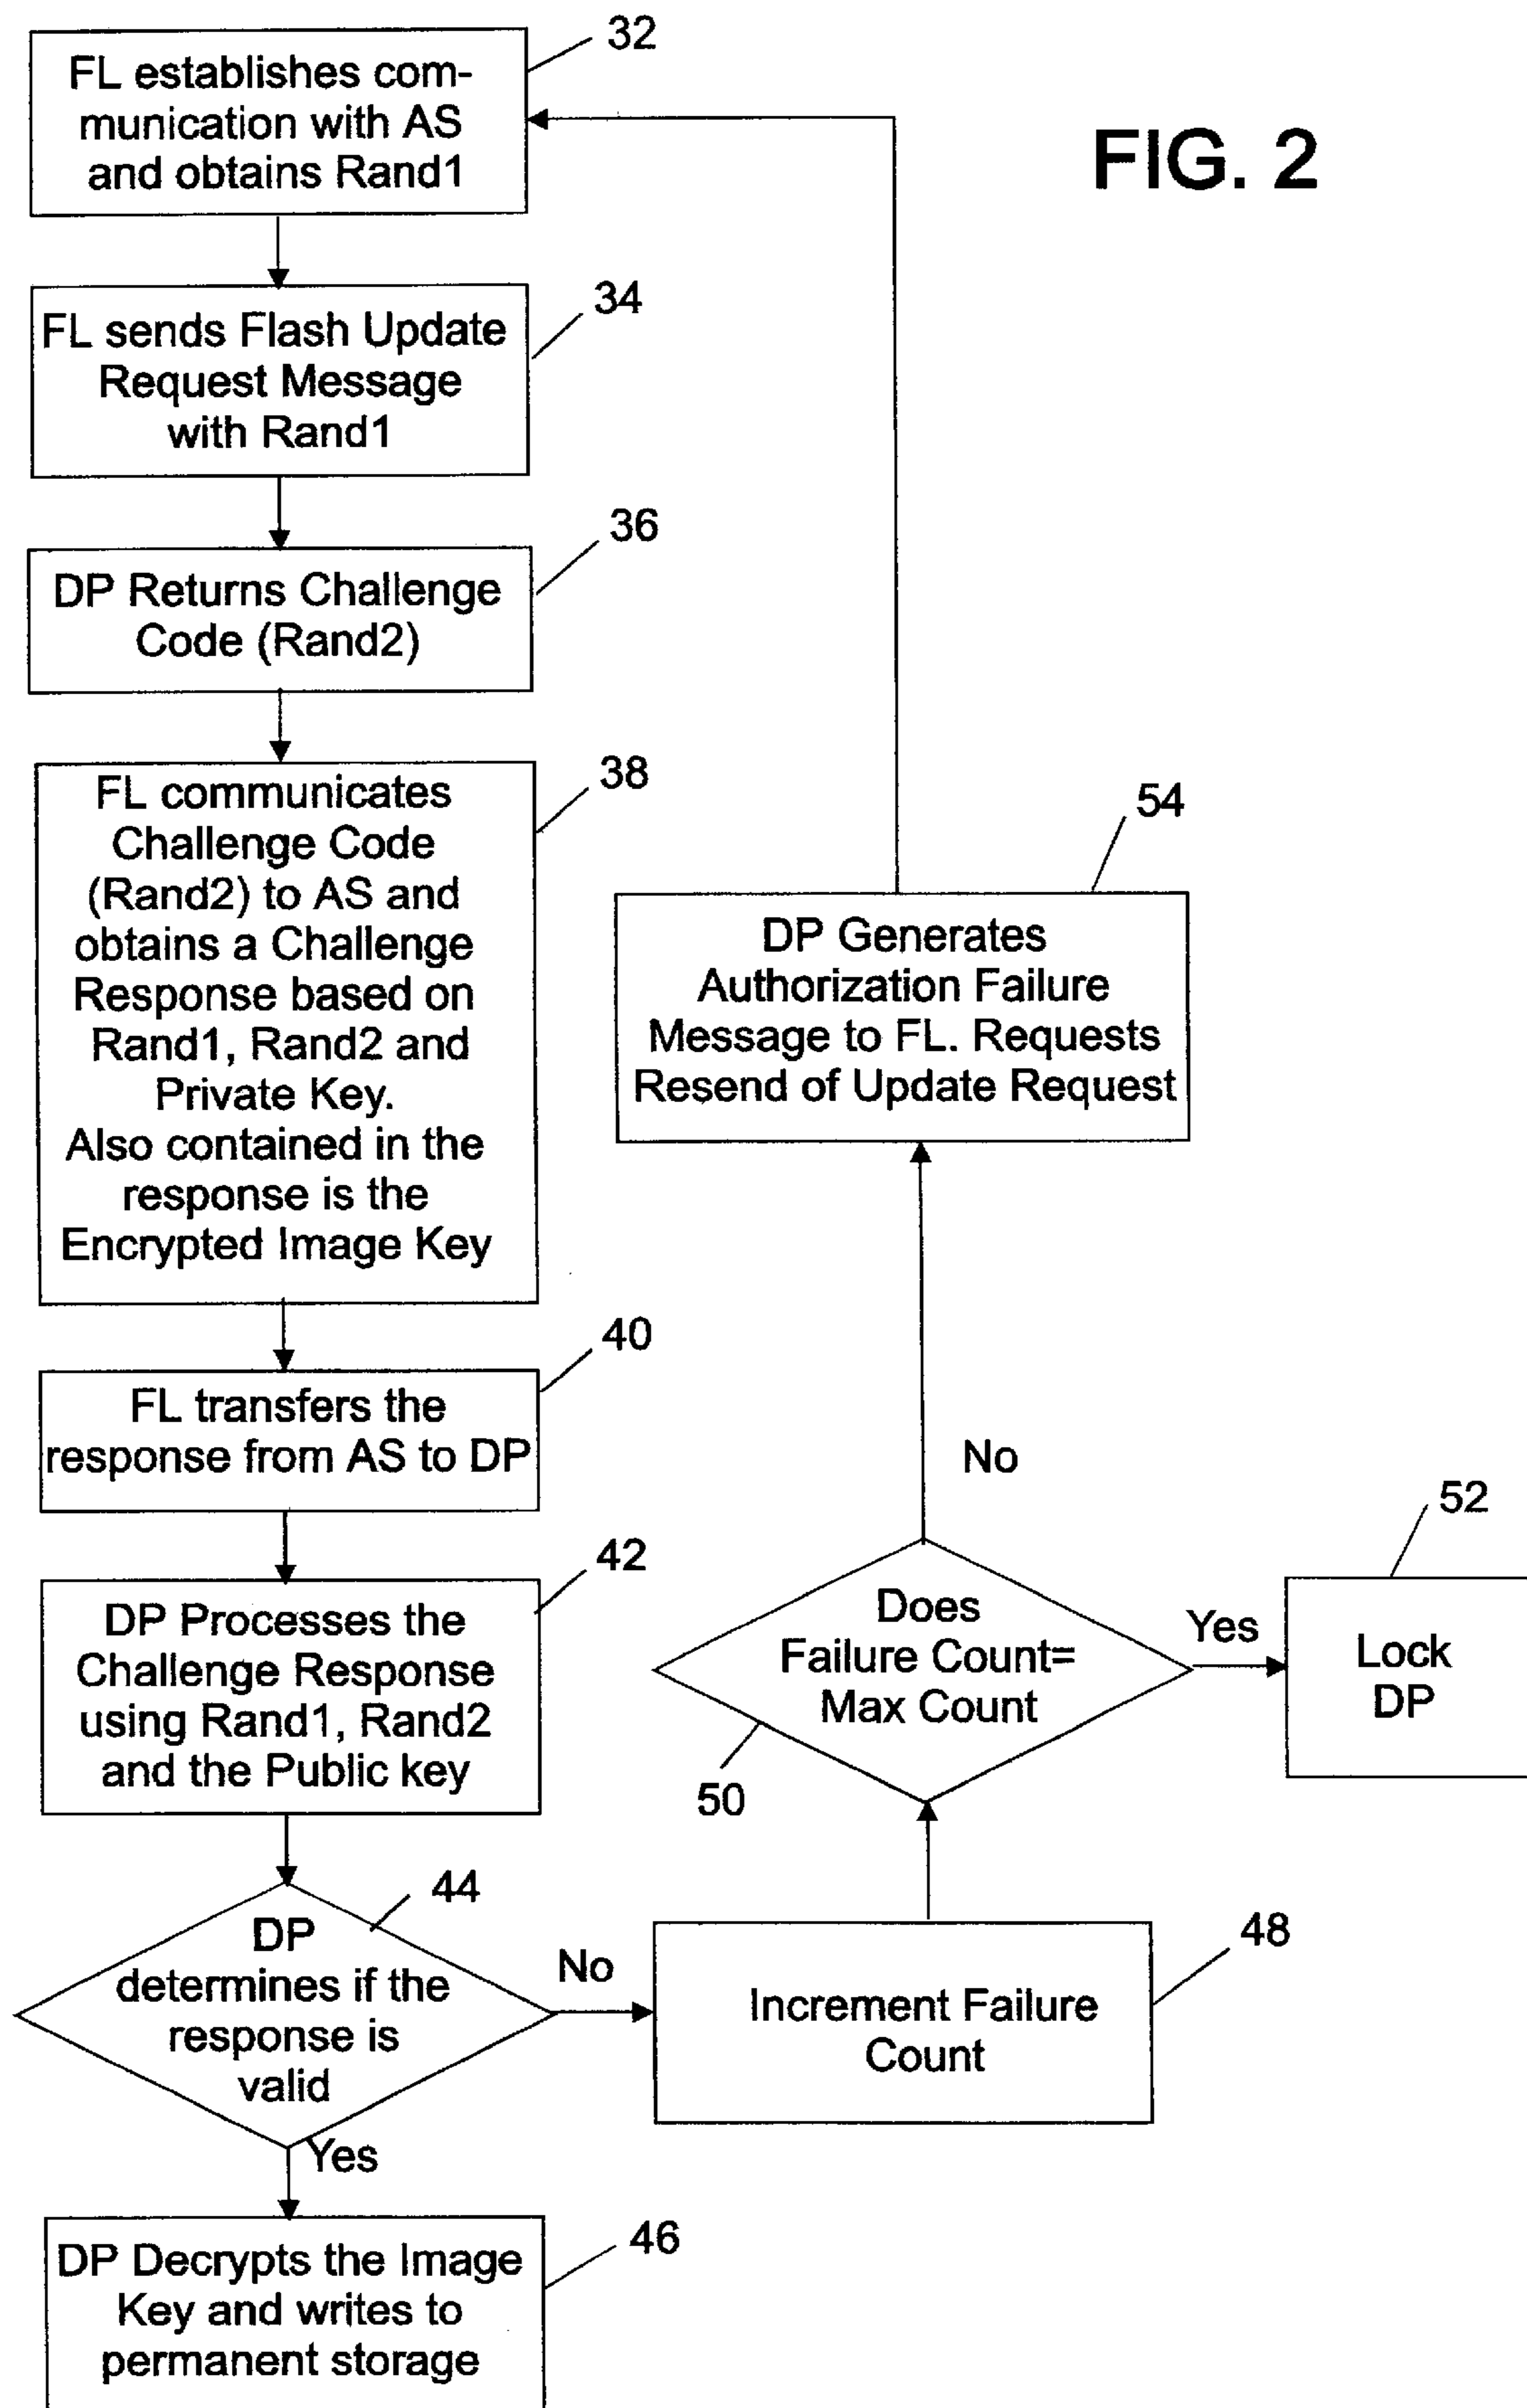 FIG. 2
32
FL establishes com-
munication with AS
and obtains Rand1
34
FL sends Flash Update
Request Message
with Rand1
36
DP Returns Challenge
Code (Rand2)
38
FL communicates
Challenge Code
(Rand2) to AS and
obtains a Challenge
Response based on
Rand1, Rand2 and
Private Key.
Also contained in the
response is the
Encrypted Image Key
40
FL transfers the
response from AS to DP
42
DP Processes the
Challenge Response
using Rand1, Rand2
and the Public key
44
DP
determines if the
response is
valid
Yes
No
46
DP Decrypts the Image
Key and writes to
permanent storage
48
Increment Failure
Count
50
Does
Failure Count=
Max Count
Yes
No
52
Lock
DP
54
DP Generates
Authorization Failure
Message to FL. Requests
Resend of Update Request